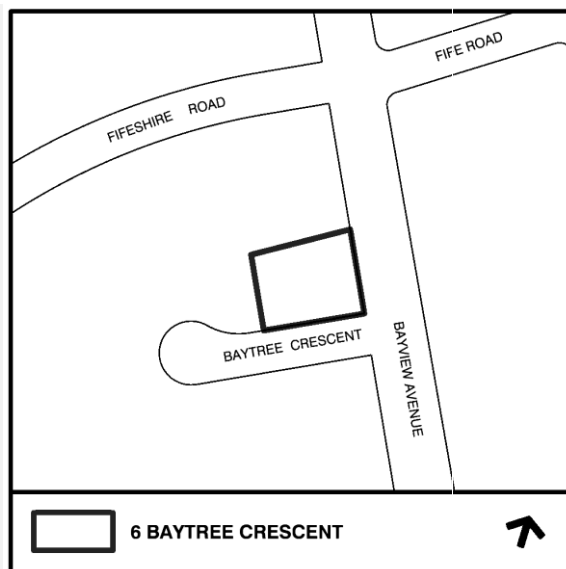 FIFE ROAD
FIFESHIRE ROAD
BAYTREE CRESCENT
BAYVIEW AVENUE
6 BAYTREE CRESCENT